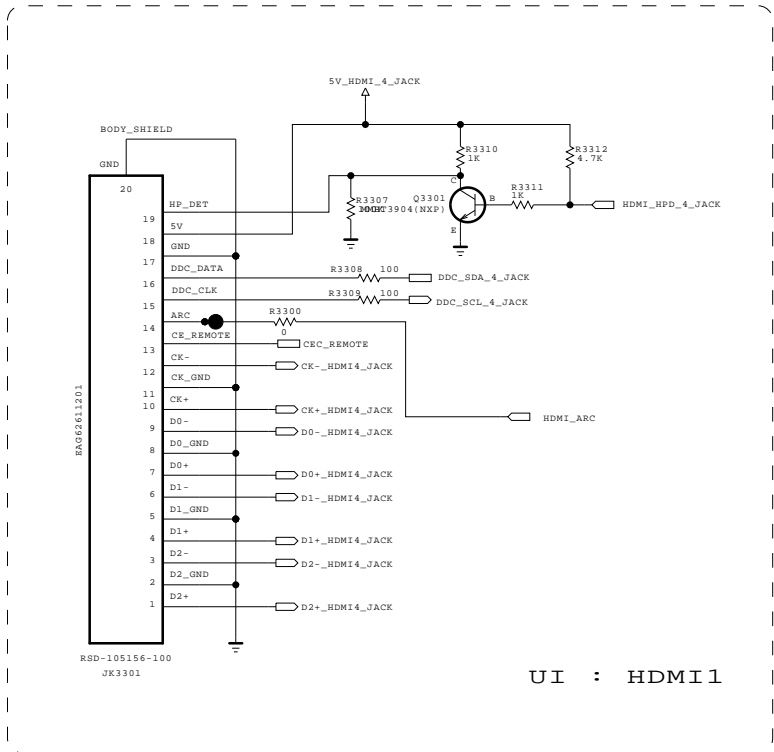 5V_HDMI_4_JACK
BODY_SHIELD
GND
20
R3310
1K
R3312
4.7K
C
Q3301
MMBT3904(NXP)
B
E
R3311
1K
HDMI_HPD_4_JACK
R3307
HP_DET
19
5V
18
GND
17
DDC_DATA
R3308 100
DDC_SDA_4_JACK
16
DDC_CLK
R3309 100
DDC_SCL_4_JACK
15
ARC
R3300
0
14
CE_REMOTE
CEC_REMOTE
13
CK-
CK-_HDMI4_JACK
12
CK_GND
11
CK+
CK+_HDMI4_JACK
10
HDMI_ARC
D0-
D0-_HDMI4_JACK
9
D0_GND
8
D0+
D0+_HDMI4_JACK
7
D1-
D1-_HDMI4_JACK
6
D1_GND
5
D1+
D1+_HDMI4_JACK
4
D2-
D2-_HDMI4_JACK
3
D2_GND
2
D2+
D2+_HDMI4_JACK
1
EAG62611201
RSD-105156-100
JK3301
UI : HDMI1